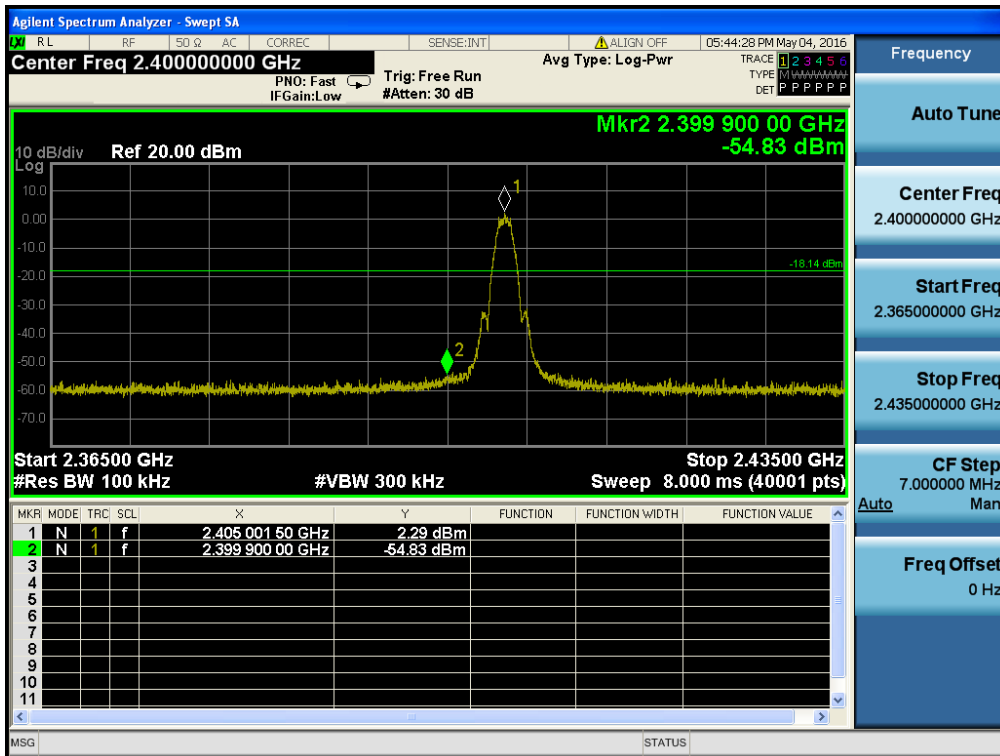 Agilent Spectrum Analyzer - Swept SA
LXI RL RF 50 Ω AC CORREC SENSE:INT ALIGN OFF 05:44:28 PM May 04, 2016
Center Freq 2.400000000 GHz
PNO: Fast
IFGain:Low
Trig: Free Run
#Atten: 30 dB
Avg Type: Log-Pwr
TRACE 1 2 3 4 5 6
TYPE M
DET P P P P P P
Mkr2 2.399 900 00 GHz
-54.83 dBm
10 dB/div Ref 20.00 dBm
Log
10.0
0.00
-10.0
-20.0
-30.0
-40.0
-50.0
-60.0
-70.0
1
2
-18.14 dBm
Start 2.36500 GHz Stop 2.43500 GHz
#Res BW 100 kHz #VBW 300 kHz Sweep 8.000 ms (40001 pts)
MKR MODE TRC SCL X Y FUNCTION FUNCTION WIDTH FUNCTION VALUE
1 N 1 f 2.405 001 50 GHz 2.29 dBm
2 N 1 f 2.399 900 00 GHz -54.83 dBm
3
4
5
6
7
8
9
10
11
MSG STATUS
Frequency
Auto Tune
Center Freq
2.400000000 GHz
Start Freq
2.365000000 GHz
Stop Freq
2.435000000 GHz
CF Step
7.000000 MHz
Auto Man
Freq Offset
0 Hz